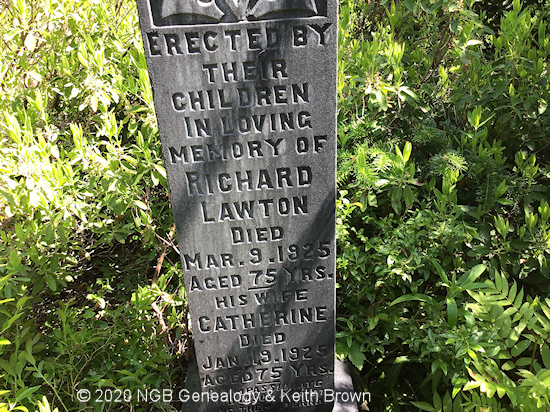 ERECTED BY
THEIR
CHILDREN
IN LOVING
MEMORY OF
RICHARD
LAWTON
DIED
MAR. 9. 1925
AGED 75 YRS.
HIS WIFE
CATHERINE
DIED
JAN. 19. 1925
AGED 75 YRS.
© 2020 NGB Genealogy & Keith Brown